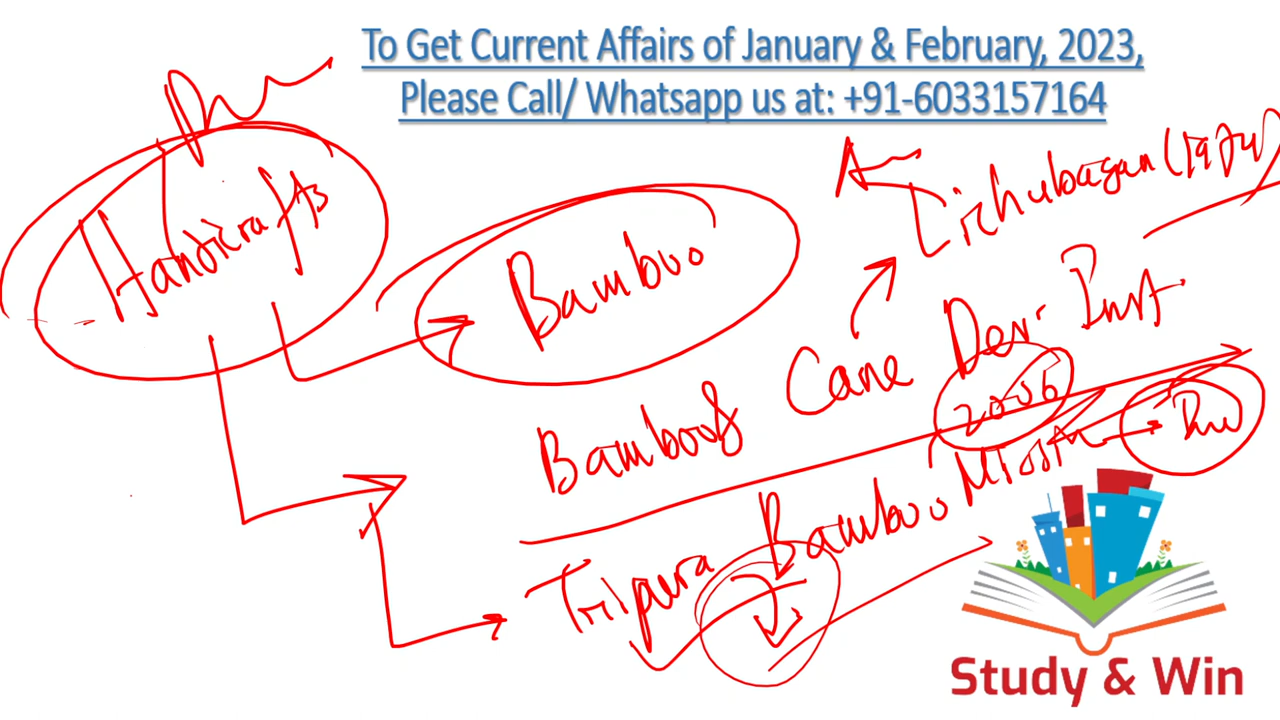 To Get Current Affairs of January & February, 2023,
Please Call/ Whatsapp us at: +91-6033157164
Handicrafts
Bamboo
Lichubagan (1974)
Bamboo & Cane Dev. Inst
2006
Tripura Bamboo Mission
Study & Win